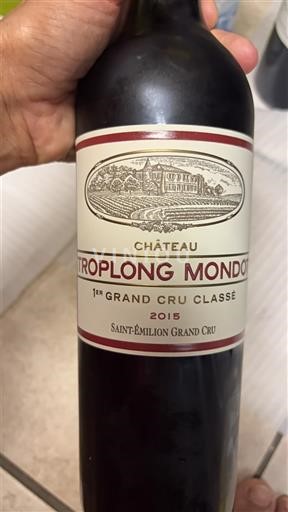 CHÂTEAU
TROPLONG MONDOT
1ER GRAND CRU CLASSÉ
2015
SAINT-ÉMILION GRAND CRU